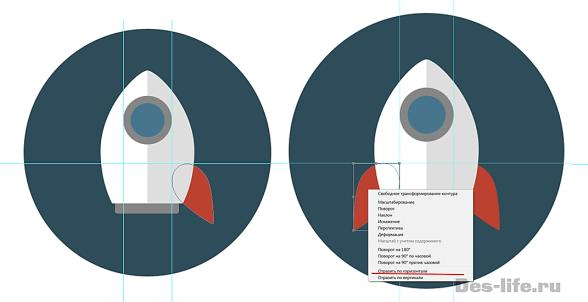 Свободное трансформирование контура
Масштабирование
Поворот
Наклон
Искажение
Перспектива
Деформация
Масштаб с учетом содержимого
Поворот на 180°
Поворот на 90° по часовой
Поворот на 90° против часовой
Отразить по горизонтали
Отразить по вертикали
Des-life.ru